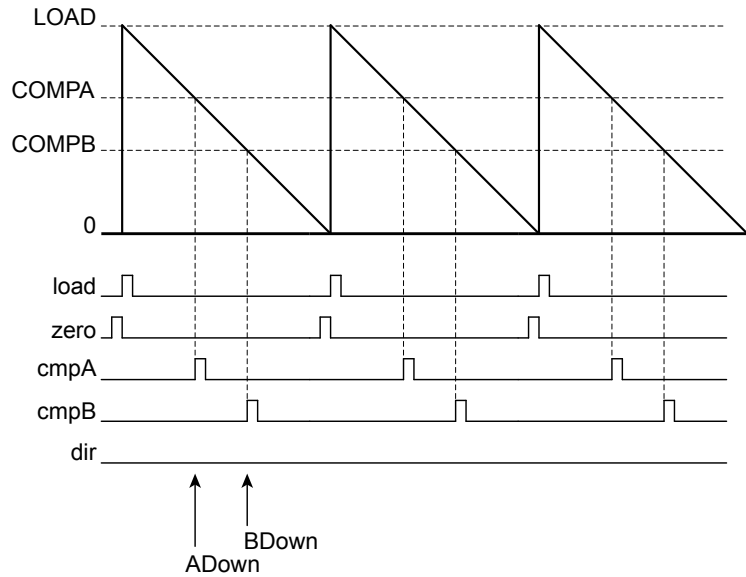 LOAD
COMPA
COMPB
0
load
zero
cmpA
cmpB
dir
BDown
ADown